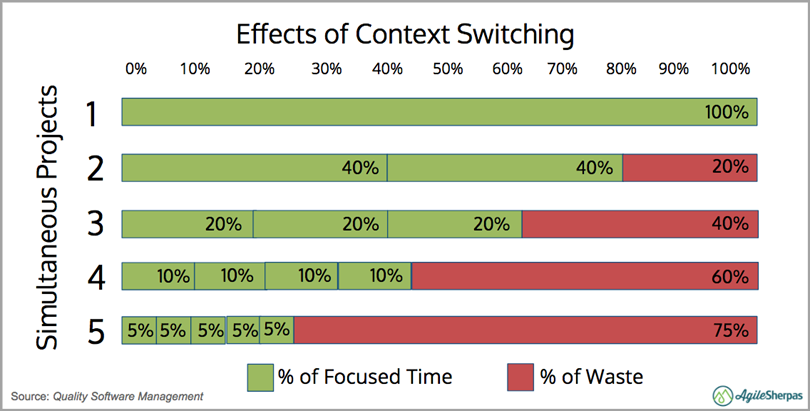 Effects of Context Switching
0% 10% 20% 30% 40% 50% 60% 70% 80% 90% 100%
Simultaneous Projects
1 100%
2 40% 40% 20%
3 20% 20% 20% 40%
4 10% 10% 10% 10% 60%
5 5% 5% 5% 5% 5% 75%
% of Focused Time % of Waste
Source: Quality Software Management
AgileSherpas